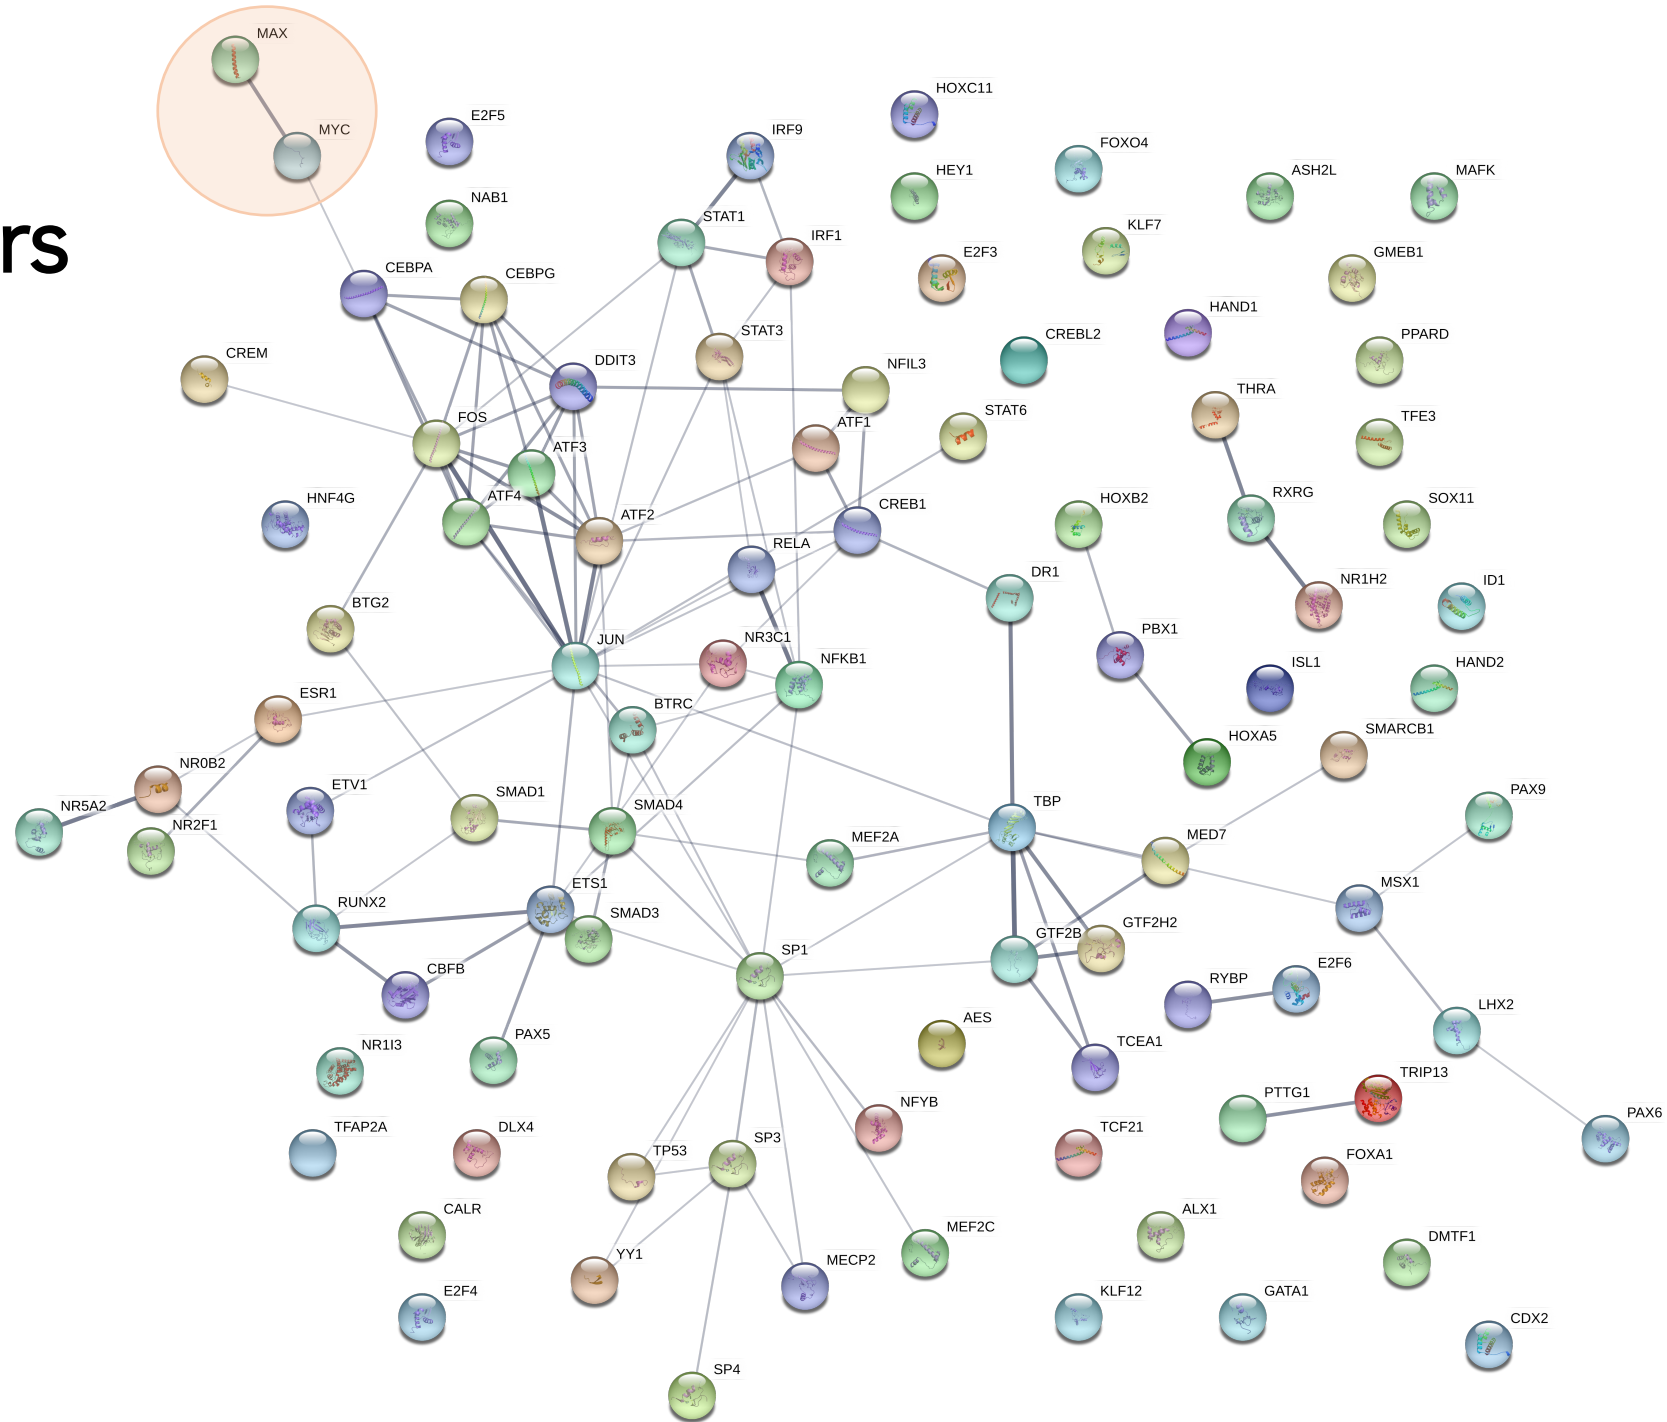 MAX
MYC
E2F5
NAB1
rs
IRF9
STAT1
IRF1
HOXC11
HEY1
FOXO4
KLF7
E2F3
ASH2L
MAFK
GMEB1
HAND1
CEBPA
CEBPG
STAT3
CREM
DDIT3
NFIL3
CREBL2
PPARD
THRA
FOS
ATF1
STAT6
TFE3
ATF3
HNF4G
ATF4
ATF2
CREB1
HOXB2
RXRG
SOX11
RELA
DR1
NR1H2
ID1
BTG2
JUN
NR3C1
NFKB1
PBX1
ISL1
HAND2
ESR1
BTRC
HOXA5
SMARCB1
NR0B2
NR5A2
NR2F1
ETV1
SMAD1
SMAD4
MEF2A
TBP
MED7
PAX9
RUNX2
ETS1
SMAD3
MSX1
GTF2B
GTF2H2
SP1
CBFB
RYBP
E2F6
LHX2
AES
TCEA1
NR1I3
PAX5
NFYB
PTTG1
TRIP13
PAX6
TFAP2A
DLX4
TP53
SP3
TCF21
FOXA1
CALR
YY1
MECP2
MEF2C
ALX1
DMTF1
E2F4
KLF12
GATA1
CDX2
SP4